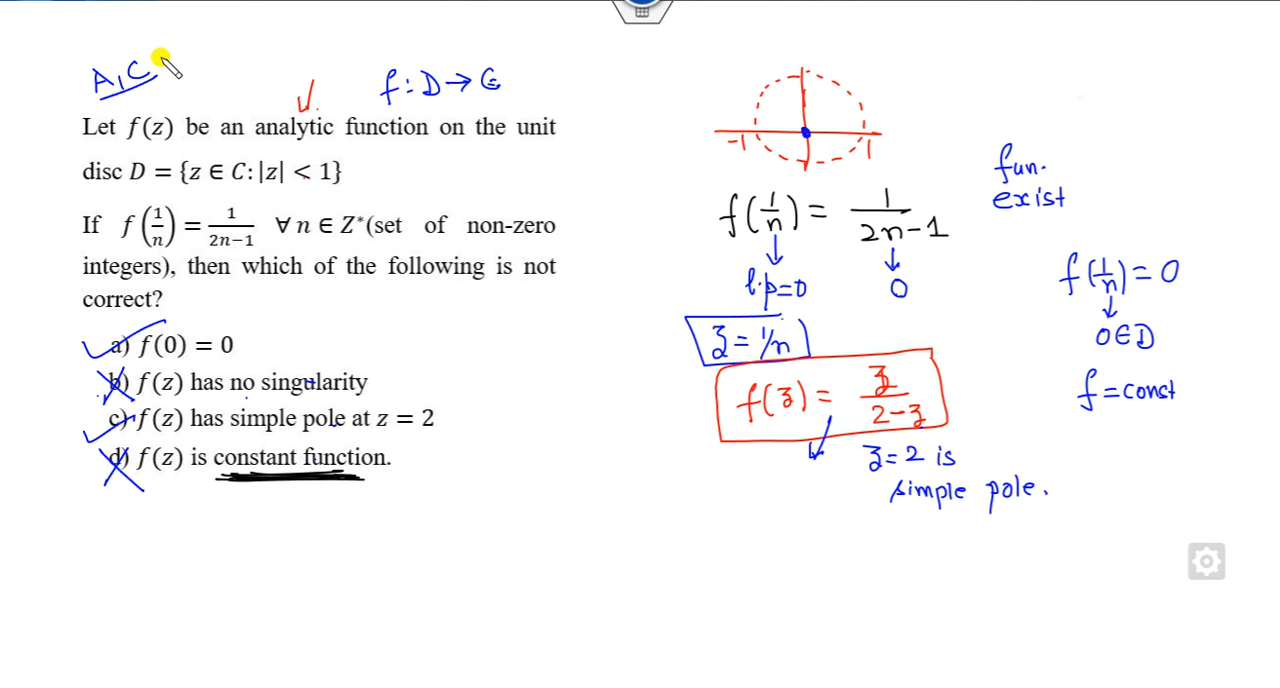 A, C
f: D → ₵
Let f(z) be an analytic function on the unit
disc D = {z ∈ C: |z| < 1}
If f(1/n) = 1/(2n−1) ∀ n ∈ Z*(set of non-zero
integers), then which of the following is not
correct?
a) f(0) = 0
b) f(z) has no singularity
c) f(z) has simple pole at z = 2
d) f(z) is constant function.
-1
1
f(1/n) = 1/(2n-1)
↓ ↓
l.p=0 0
z = 1/n
f(z) = z/(2-z)
z=2 is
simple pole.
fun.
exist
f(1/n) = 0
↓
0∈D
f = const